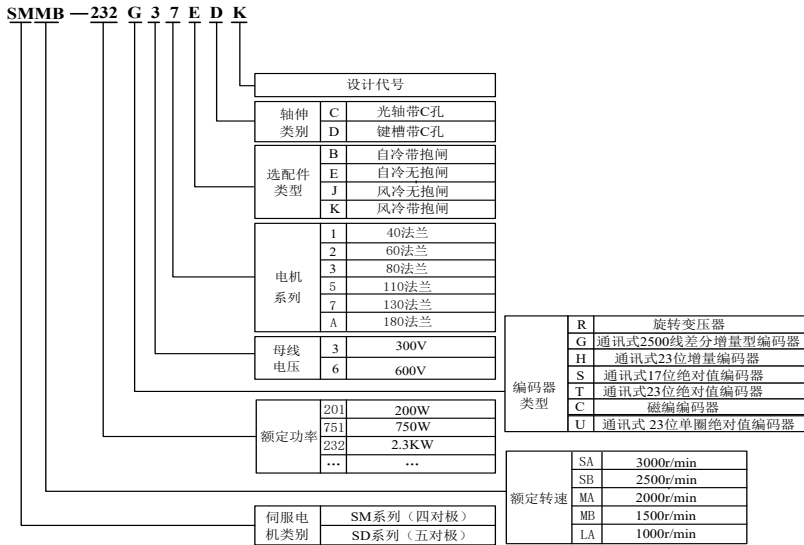 SMMB — 232 G 3 7 E D K
设计代号
轴伸类别
C 光轴带C孔
D 键槽带C孔
选配件类型
B 自冷带抱闸
E 自冷无抱闸
J 风冷无抱闸
K 风冷带抱闸
电机系列
1 40法兰
2 60法兰
3 80法兰
5 110法兰
7 130法兰
A 180法兰
母线电压
3 300V
6 600V
编码器类型
R 旋转变压器
G 通讯式2500线差分增量型编码器
H 通讯式23位增量编码器
S 通讯式17位绝对值编码器
T 通讯式23位绝对值编码器
C 磁编编码器
U 通讯式 23位单圈绝对值编码器
额定功率
201 200W
751 750W
232 2.3KW
... ...
额定转速
SA 3000r/min
SB 2500r/min
MA 2000r/min
MB 1500r/min
LA 1000r/min
伺服电机类别
SM系列（四对极）
SD系列（五对极）